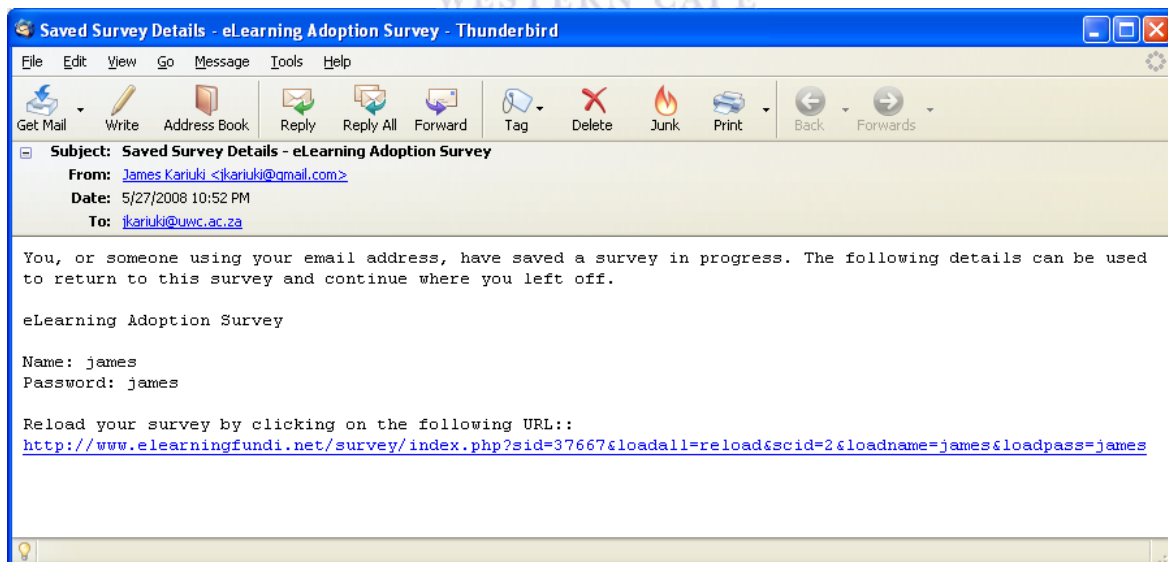 WESTERN CAPE
Saved Survey Details - eLearning Adoption Survey - Thunderbird
File Edit View Go Message Tools Help
Get Mail Write Address Book Reply Reply All Forward Tag Delete Junk Print Back Forwards
Subject: Saved Survey Details - eLearning Adoption Survey
From: James Kariuki <jkariuki@gmail.com>
Date: 5/27/2008 10:52 PM
To: jkariuki@uwc.ac.za
You, or someone using your email address, have saved a survey in progress. The following details can be used
to return to this survey and continue where you left off.
eLearning Adoption Survey
Name: james
Password: james
Reload your survey by clicking on the following URL::
http://www.elearningfundi.net/survey/index.php?sid=37667&loadall=reload&scid=2&loadname=james&loadpass=james